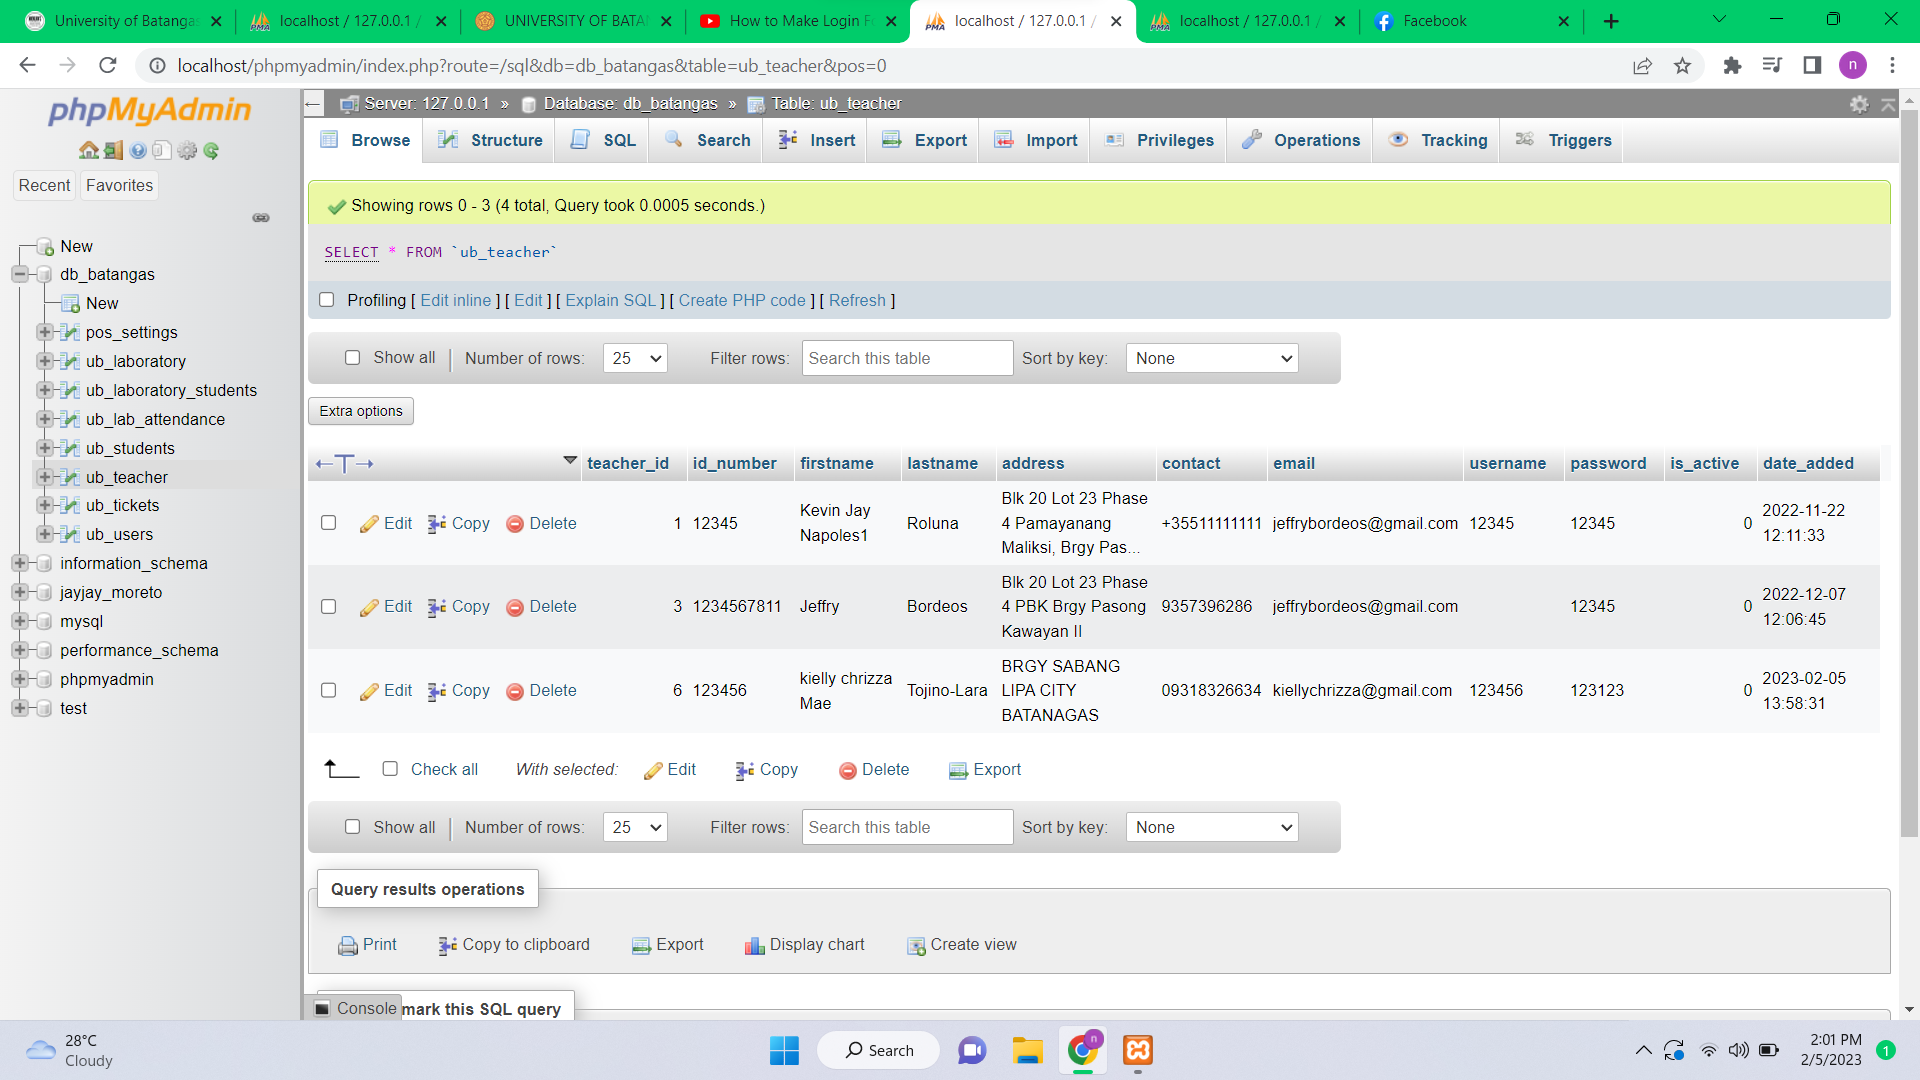 University of Batangas
localhost / 127.0.0.1 /
UNIVERSITY OF BATAN
How to Make Login Fo
localhost / 127.0.0.1 /
localhost / 127.0.0.1 /
Facebook
localhost/phpmyadmin/index.php?route=/sql&db=db_batangas&table=ub_teacher&pos=0
n
phpMyAdmin
Recent
Favorites
New
db_batangas
New
pos_settings
ub_laboratory
ub_laboratory_students
ub_lab_attendance
ub_students
ub_teacher
ub_tickets
ub_users
information_schema
jayjay_moreto
mysql
performance_schema
phpmyadmin
test
Server: 127.0.0.1 » Database: db_batangas » Table: ub_teacher
Browse Structure SQL Search Insert Export Import Privileges Operations Tracking Triggers
Showing rows 0 - 3 (4 total, Query took 0.0005 seconds.)
SELECT * FROM `ub_teacher`
Profiling [ Edit inline ] [ Edit ] [ Explain SQL ] [ Create PHP code ] [ Refresh ]
Show all Number of rows: 25 Filter rows: Search this table Sort by key: None
Extra options
teacher_id id_number firstname lastname address contact email username password is_active date_added
Edit Copy Delete 1 12345 Kevin Jay Napoles1 Roluna Blk 20 Lot 23 Phase 4 Pamayanang Maliksi, Brgy Pas... +35511111111 jeffrybordeos@gmail.com 12345 12345 0 2022-11-22 12:11:33
Edit Copy Delete 3 1234567811 Jeffry Bordeos Blk 20 Lot 23 Phase 4 PBK Brgy Pasong Kawayan II 9357396286 jeffrybordeos@gmail.com 12345 0 2022-12-07 12:06:45
Edit Copy Delete 6 123456 kielly chrizza Mae Tojino-Lara BRGY SABANG LIPA CITY BATANAGAS 09318326634 kiellychrizza@gmail.com 123456 123123 0 2023-02-05 13:58:31
Check all With selected: Edit Copy Delete Export
Show all Number of rows: 25 Filter rows: Search this table Sort by key: None
Query results operations
Print Copy to clipboard Export Display chart Create view
Console
mark this SQL query
28°C
Cloudy
Search
n
2:01 PM
2/5/2023
1